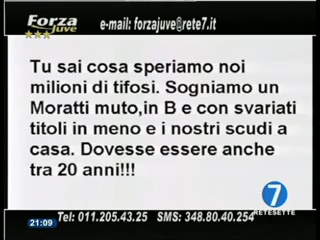 Forza
Juve
e-mail: forzajuve@rete7.it
Tu sai cosa speriamo noi
milioni di tifosi. Sogniamo un
Moratti muto,in B e con svariati
titoli in meno e i nostri scudi a
casa. Dovesse essere anche
tra 20 anni!!!
7
RETESETTE
21:09
Tel: 011.205.43.25 SMS: 348.80.40.254